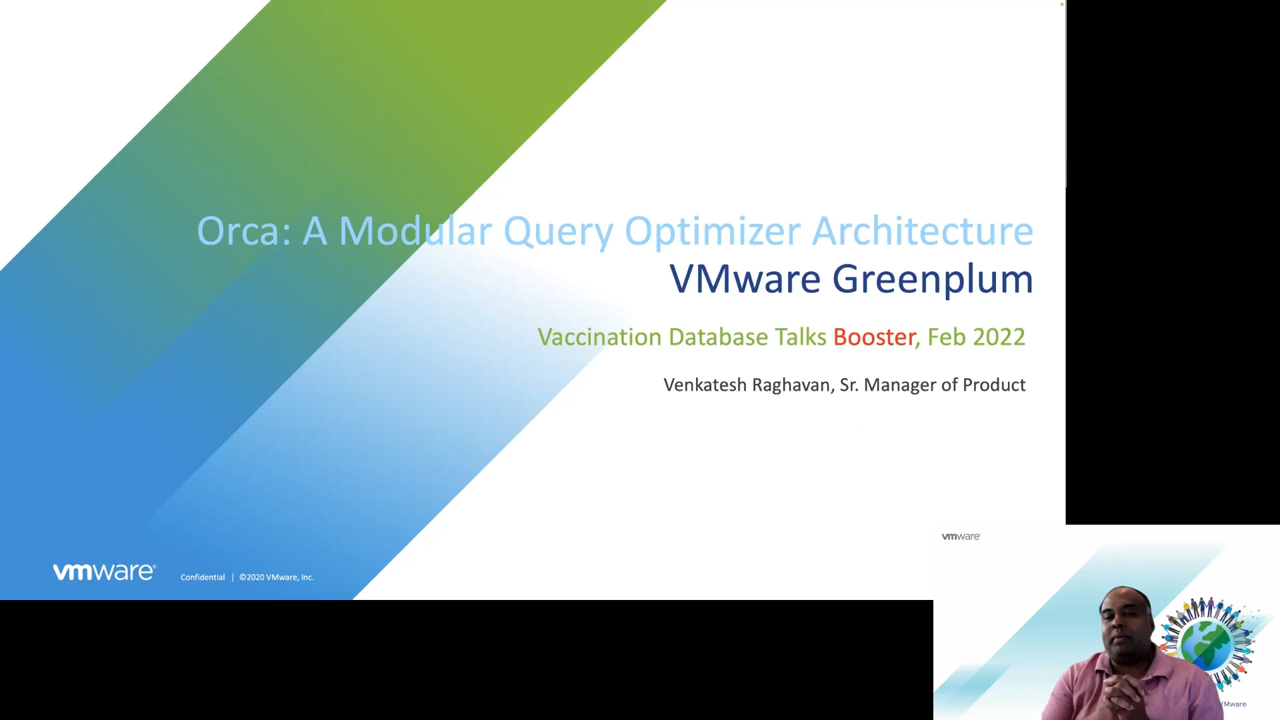 Orca: A Modular Query Optimizer Architecture
VMware Greenplum
Vaccination Database Talks Booster, Feb 2022
Venkatesh Raghavan, Sr. Manager of Product
vmware®
Confidential | ©2020 VMware, Inc.
vmware®
VMware